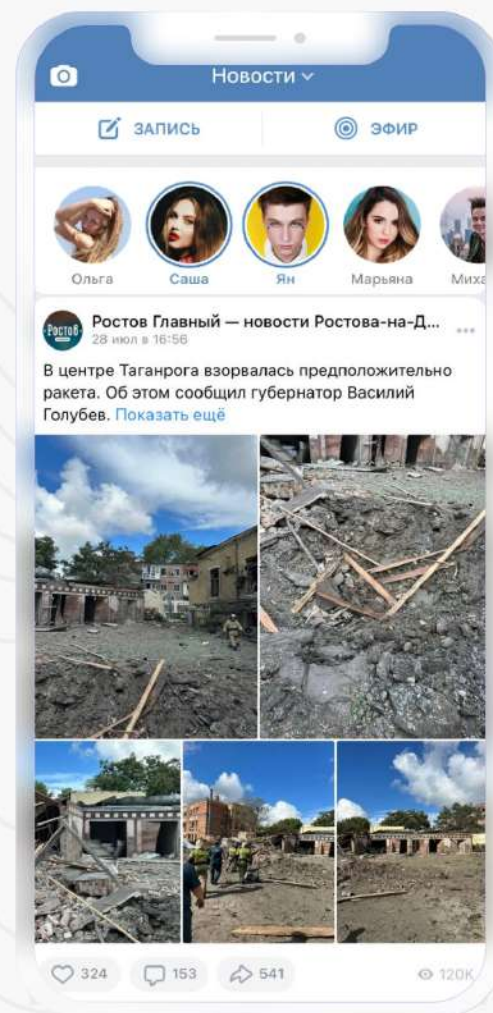 Новости
ЗАПИСЬ
ЭФИР
Ольга
Саша
Ян
Марьяна
Миха
РОСТОВ
Ростов Главный — новости Ростова-на-Д...
28 июл в 16:56
В центре Таганрога взорвалась предположительно
ракета. Об этом сообщил губернатор Василий
Голубев. Показать ещё
324
153
541
120K